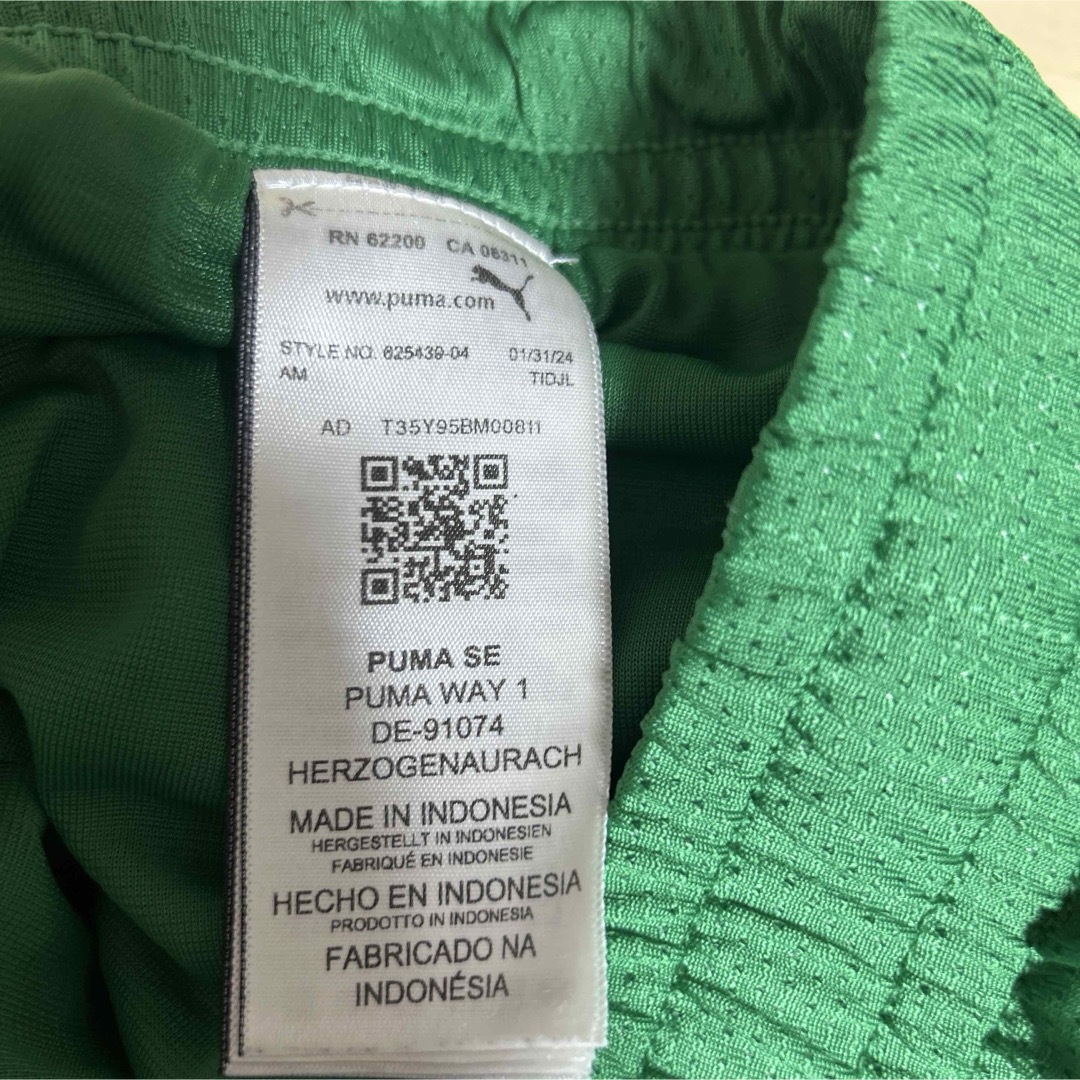 RN 62200 CA 06311
www.puma.com
STYLE NO. 625439-04 01/31/24
AM TIDJL
AD T35Y95BM00811
PUMA SE
PUMA WAY 1
DE-91074
HERZOGENAURACH
MADE IN INDONESIA
HERGESTELLT IN INDONESIEN
FABRIQUÉ EN INDONESIE
HECHO EN INDONESIA
PRODOTTO IN INDONESIA
FABRICADO NA
INDONÉSIA